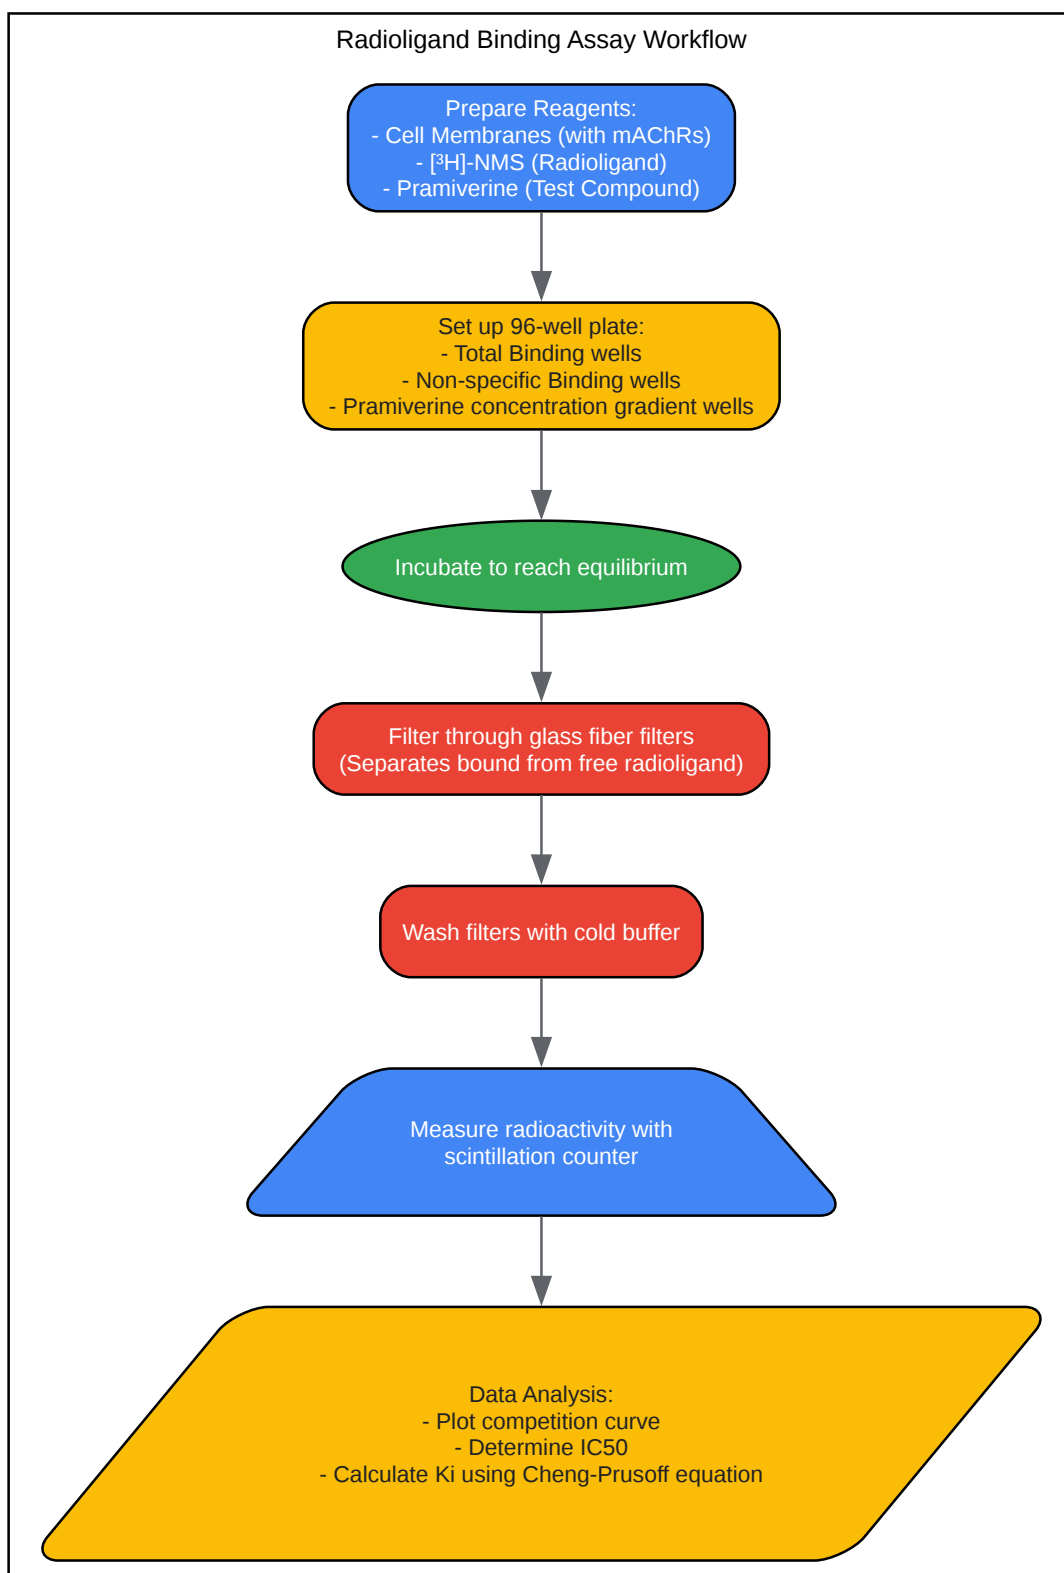 Radioligand Binding Assay Workflow
Prepare Reagents:
- Cell Membranes (with mAChRs)
- [³H]-NMS (Radioligand)
- Pramiverine (Test Compound)
Set up 96-well plate:
- Total Binding wells
- Non-specific Binding wells
- Pramiverine concentration gradient wells
Incubate to reach equilibrium
Filter through glass fiber filters
(Separates bound from free radioligand)
Wash filters with cold buffer
Measure radioactivity with
scintillation counter
Data Analysis:
- Plot competition curve
- Determine IC50
- Calculate Ki using Cheng-Prusoff equation